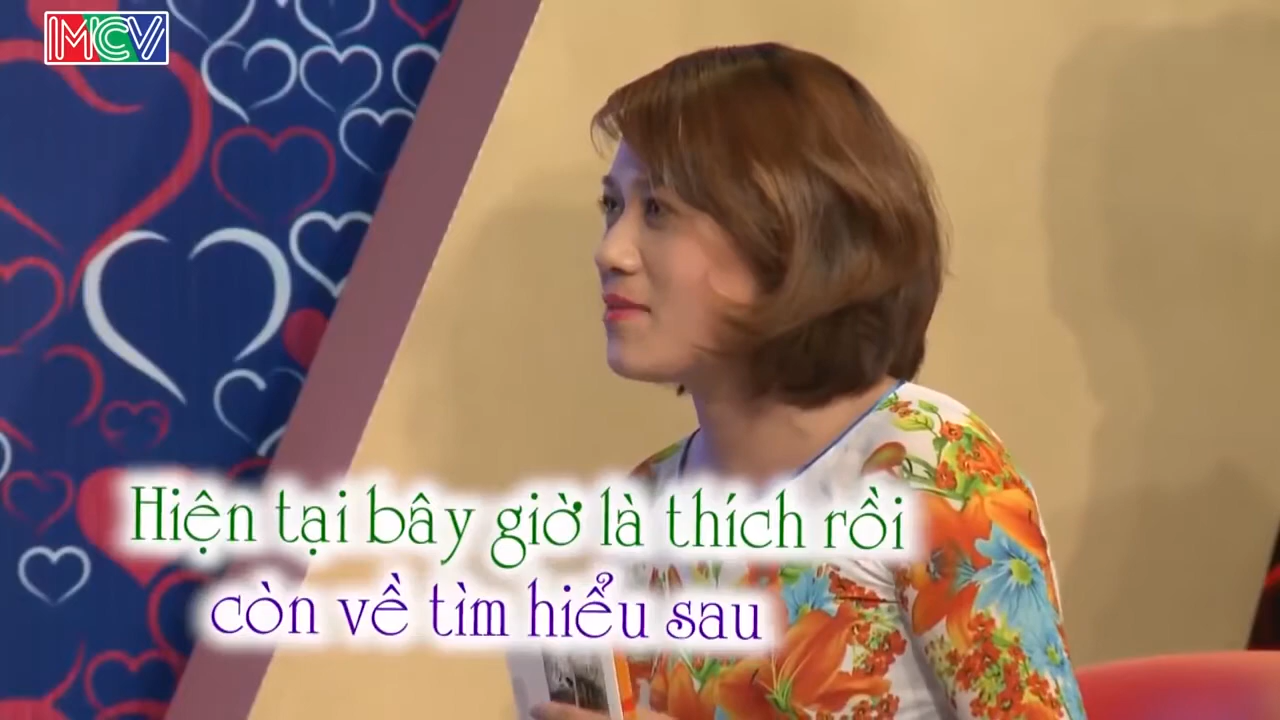 MCV
Hiện tại bây giờ là thích rồi
còn về tìm hiểu sau